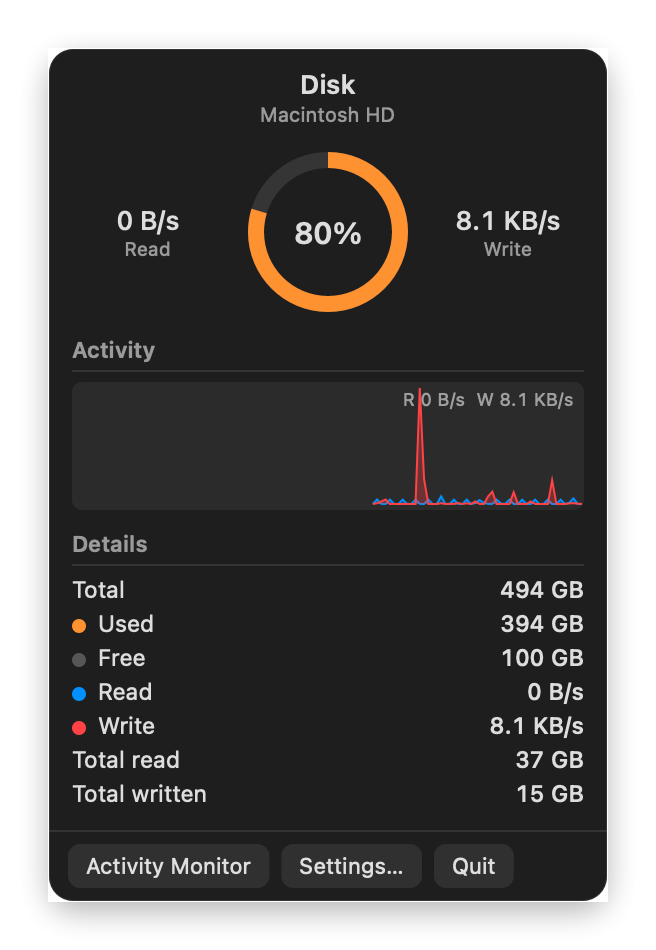 Disk
Macintosh HD
0 B/s
Read
80%
8.1 KB/s
Write
Activity
R 0 B/s W 8.1 KB/s
Details
Total 494 GB
Used 394 GB
Free 100 GB
Read 0 B/s
Write 8.1 KB/s
Total read 37 GB
Total written 15 GB
Activity Monitor Settings... Quit